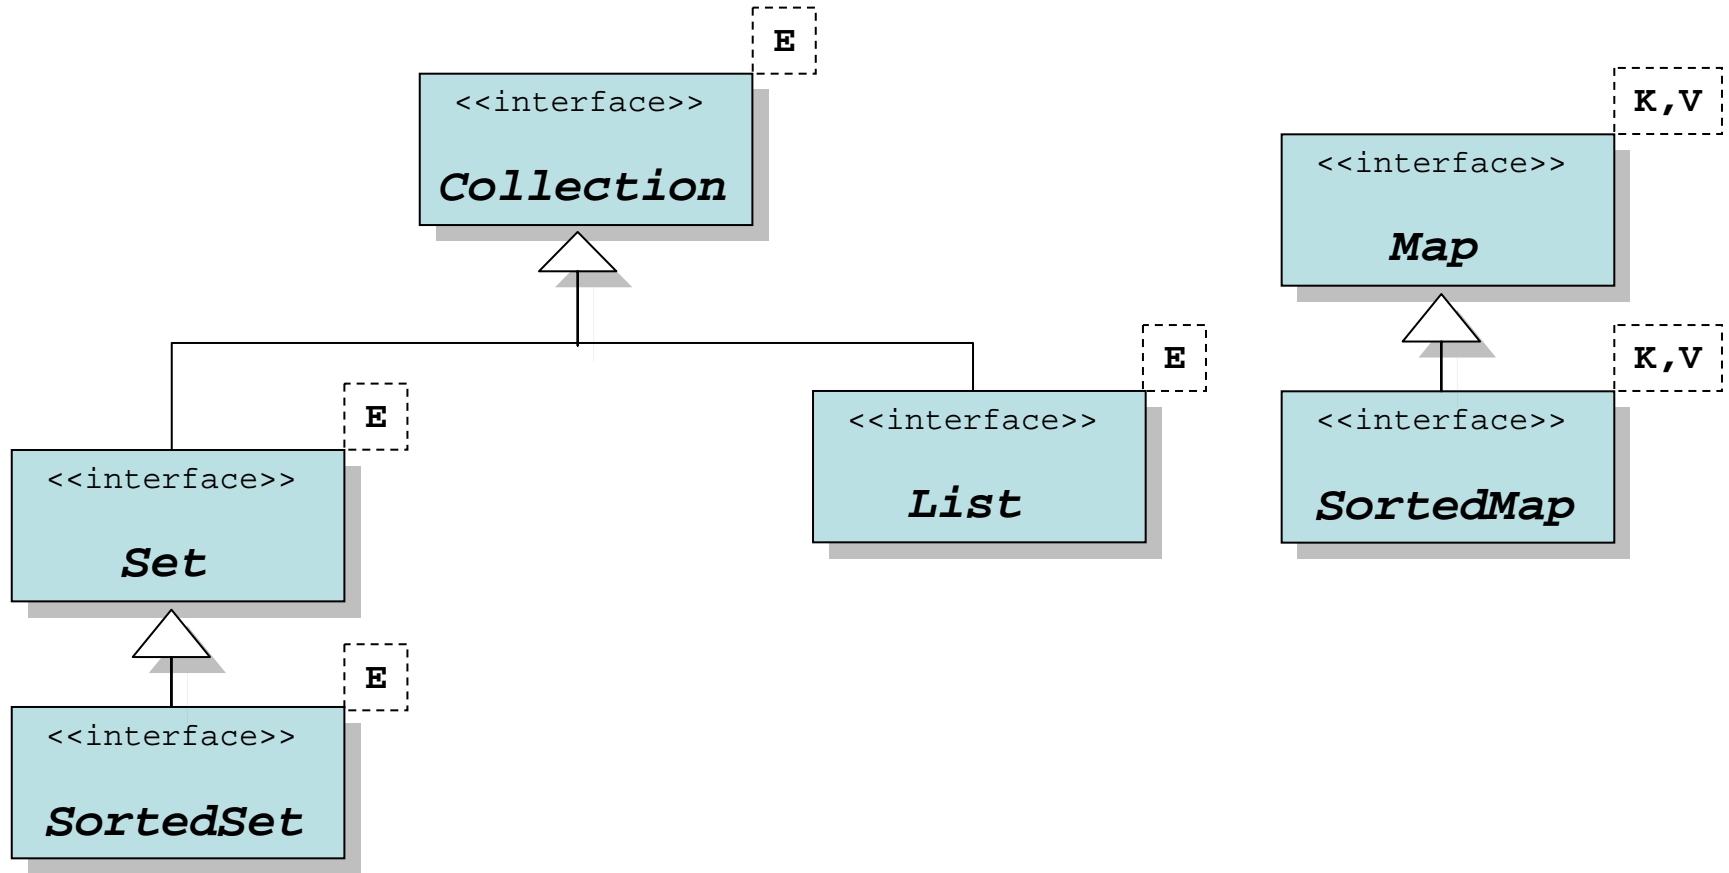 E
<<interface>>
Collection
K,V
<<interface>>
Map
E
<<interface>>
Set
E
<<interface>>
List
K,V
<<interface>>
SortedMap
E
<<interface>>
SortedSet